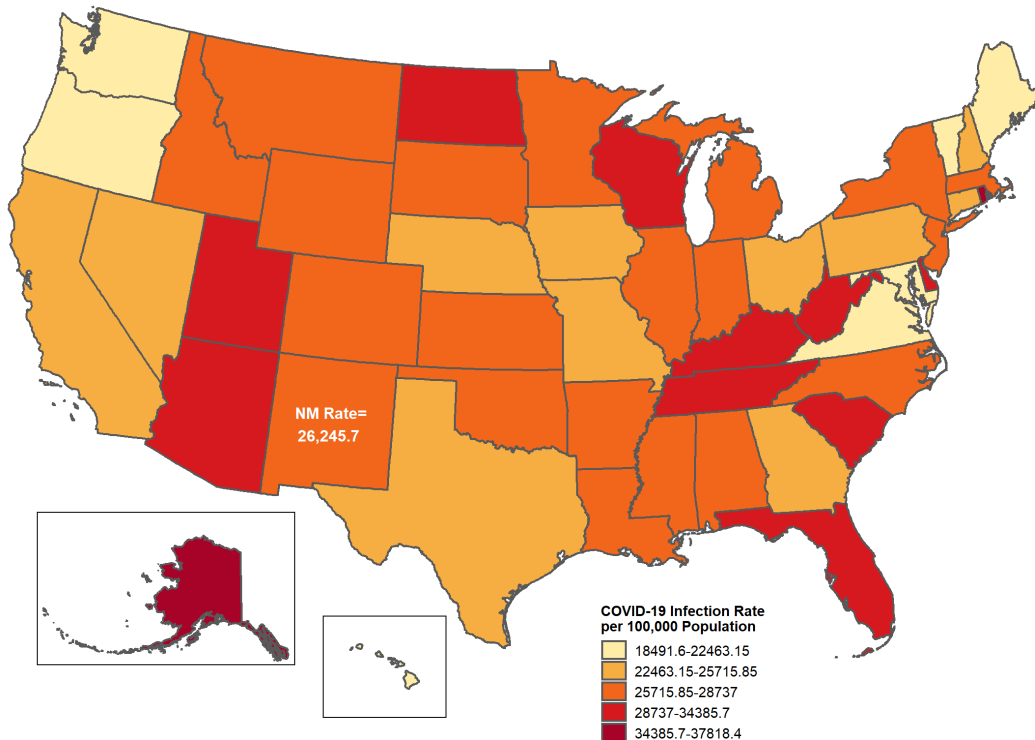 NM Rate=
26,245.7
COVID-19 Infection Rate
per 100,000 Population
18491.6-22463.15
22463.15-25715.85
25715.85-28737
28737-34385.7
34385.7-37818.4